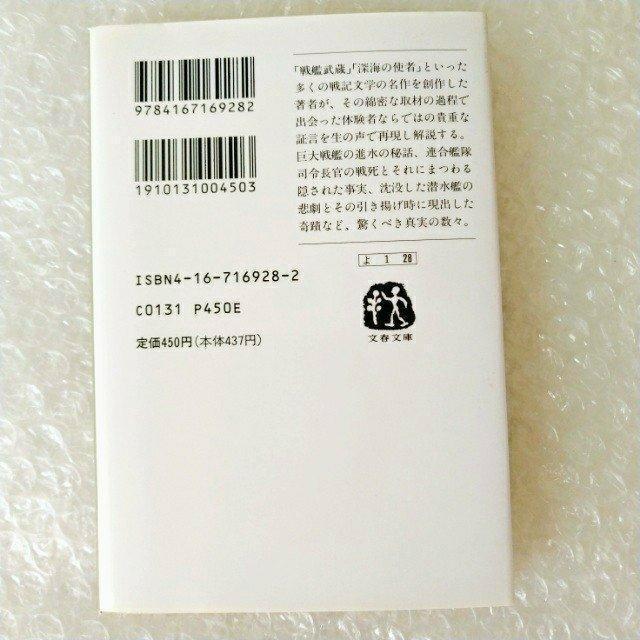 9784167169282
1910131004503
ISBN4-16-716928-2
C0131 P450E
定価450円(本体437円)
「戦艦武蔵」「深海の使者」といった
多くの戦記文学の名作を創作した
著者が、その綿密な取材の過程で
出会った体験者ならではの貴重な
証言を生の声で再現し解説する。
巨大戦艦の進水の秘話、連合艦隊
司令長官の戦死とそれにまつわる
隠された事実、沈没した潜水艦の
悲劇とその引き揚げ時に現出した
奇蹟など、驚くべき真実の数々。
よ 1 28
文春文庫